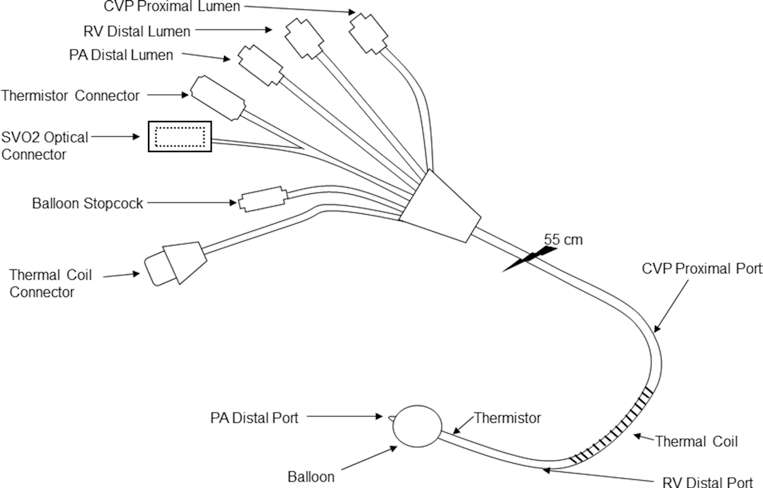 CVP Proximal Lumen
RV Distal Lumen
PA Distal Lumen
Thermistor Connector
SVO2 Optical
Connector
Balloon Stopcock
Thermal Coil
Connector
55 cm
CVP Proximal Port
PA Distal Port
Thermistor
Thermal Coil
Balloon
RV Distal Port